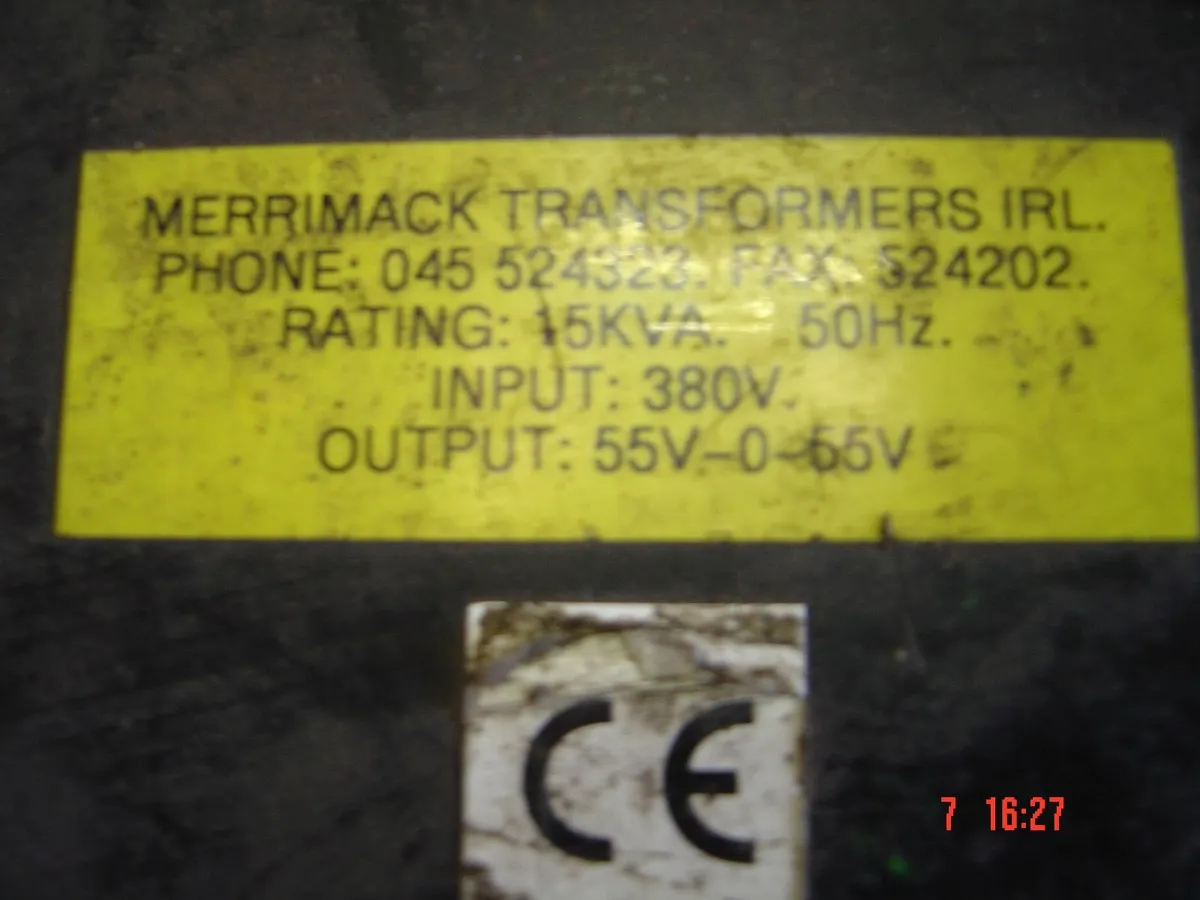 MERRIMACK TRANSFORMERS IRL.
PHONE: 045 524323. FAX: 524202.
RATING: 15KVA. 50Hz.
INPUT: 380V.
OUTPUT: 55V-0-55V
CE
7 16:27